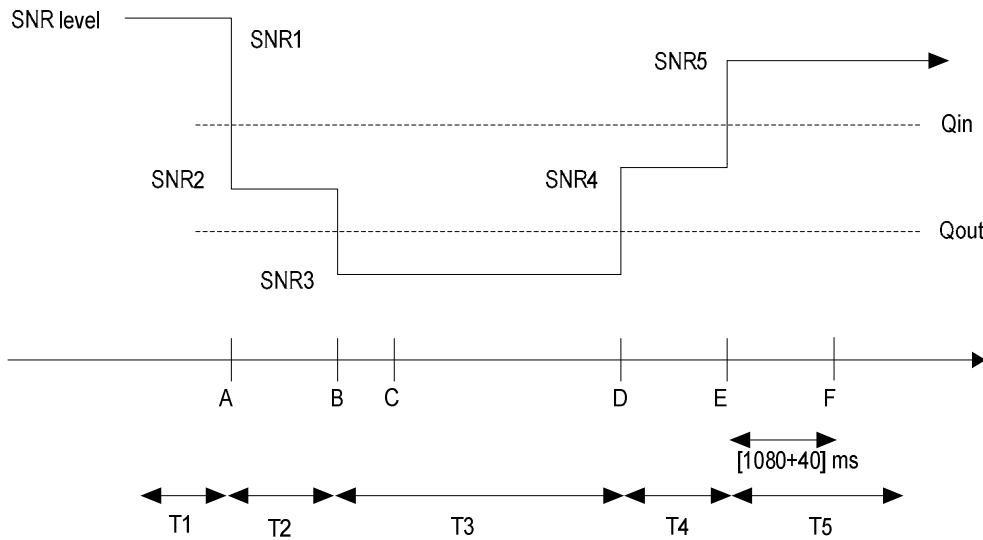 SNR level
SNR1
SNR5
Qin
SNR2
SNR4
Qout
SNR3
A B C D E F
[1080+40] ms
T1 T2 T3 T4 T5